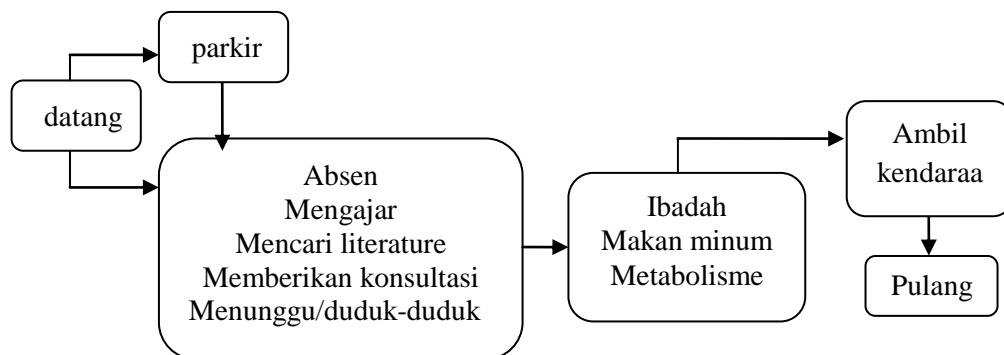 datang
parkir
Absen
Mengajar
Mencari literature
Memberikan konsultasi
Menunggu/duduk-duduk
Ibadah
Makan minum
Metabolisme
Ambil
kendaraa
Pulang